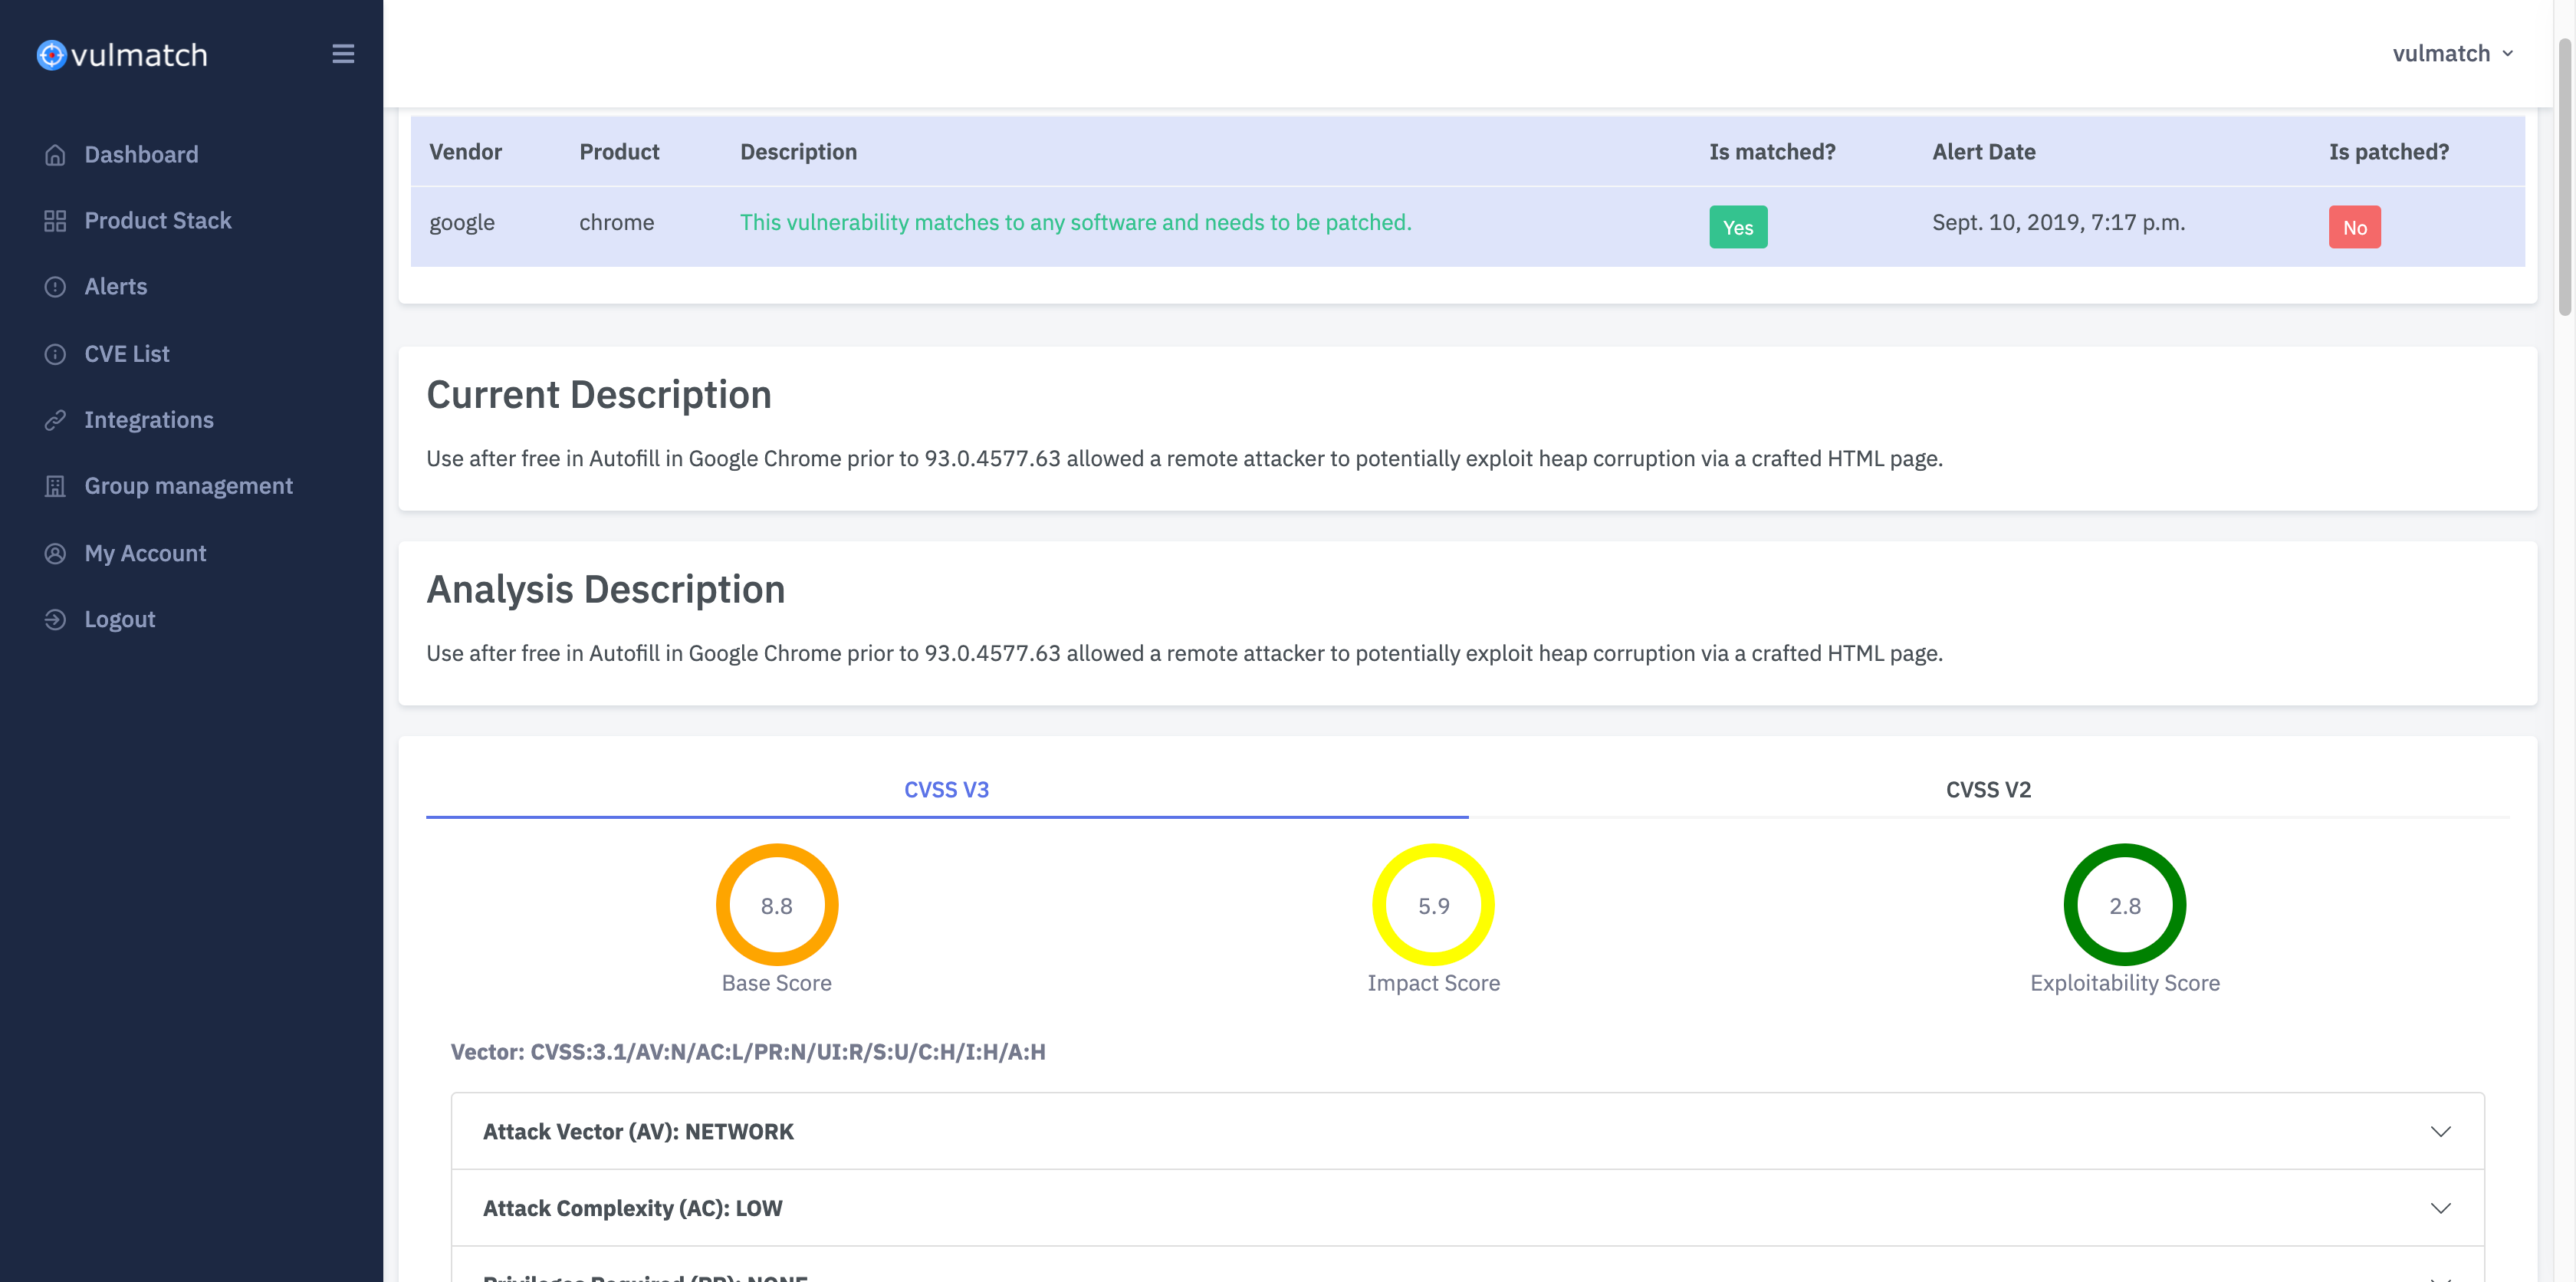 vulmatch
vulmatch
Dashboard
Product Stack
Alerts
CVE List
Integrations
Group management
My Account
Logout
Vendor Product Description Is matched? Alert Date Is patched?
google chrome This vulnerability matches to any software and needs to be patched. Yes Sept. 10, 2019, 7:17 p.m. No
Current Description
Use after free in Autofill in Google Chrome prior to 93.0.4577.63 allowed a remote attacker to potentially exploit heap corruption via a crafted HTML page.
Analysis Description
Use after free in Autofill in Google Chrome prior to 93.0.4577.63 allowed a remote attacker to potentially exploit heap corruption via a crafted HTML page.
CVSS V3 CVSS V2
8.8 5.9 2.8
Base Score Impact Score Exploitability Score
Vector: CVSS:3.1/AV:N/AC:L/PR:N/UI:R/S:U/C:H/I:H/A:H
Attack Vector (AV): NETWORK
Attack Complexity (AC): LOW
Privileges Required (PR): NONE